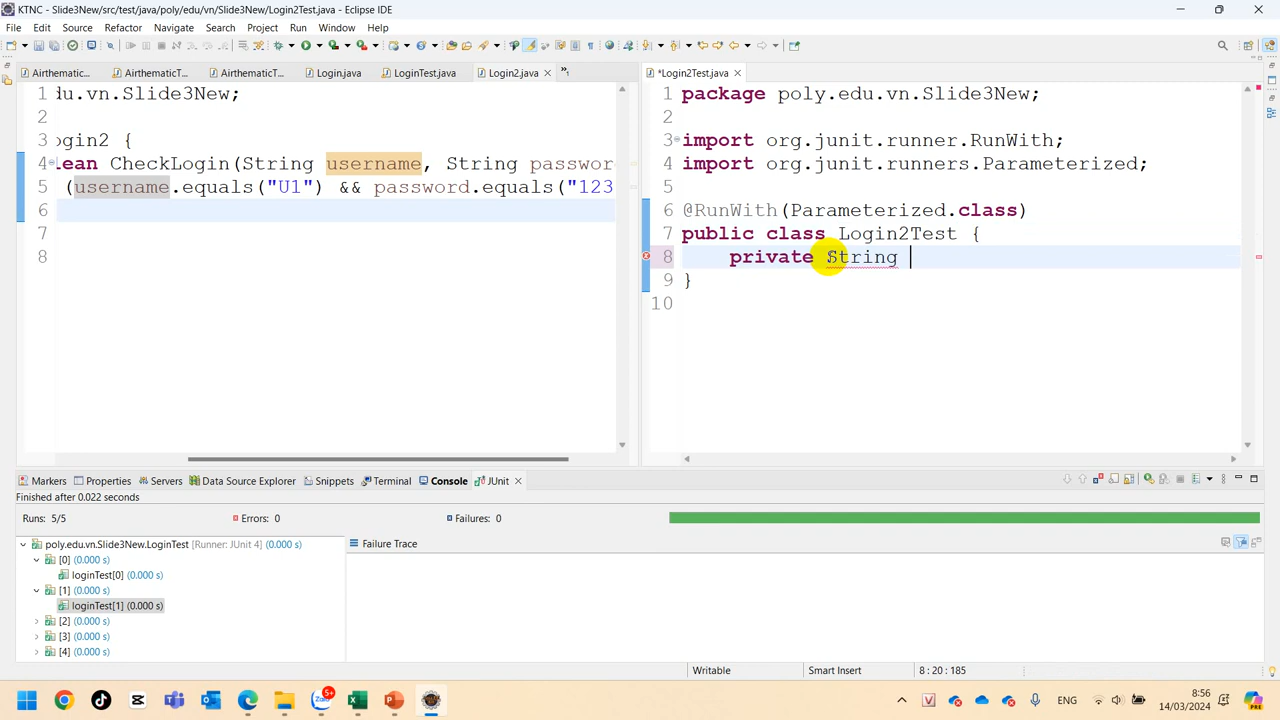 KTNC - Slide3New/src/test/java/poly/edu/vn/Slide3New/Login2Test.java - Eclipse IDE
File Edit Source Refactor Navigate Search Project Run Window Help
Airthematic... AirthematicT... AirthematicT... Login.java LoginTest.java Login2.java
*Login2Test.java
1 du.vn.Slide3New;
2
3 ogin2 {
4 lean CheckLogin(String username, String passwor
5 (username.equals("U1") && password.equals("123
6
7
8
1 package poly.edu.vn.Slide3New;
2
3 import org.junit.runner.RunWith;
4 import org.junit.runners.Parameterized;
5
6 @RunWith(Parameterized.class)
7 public class Login2Test {
8 private String
9 }
10
Markers Properties Servers Data Source Explorer Snippets Terminal Console JUnit
Finished after 0.022 seconds
Runs: 5/5 Errors: 0 Failures: 0
poly.edu.vn.Slide3New.LoginTest [Runner: JUnit 4] (0.000 s)
[0] (0.000 s)
loginTest[0] (0.000 s)
[1] (0.000 s)
loginTest[1] (0.000 s)
[2] (0.000 s)
[3] (0.000 s)
[4] (0.000 s)
Failure Trace
Writable Smart Insert 8 : 20 : 185
5+
ENG
8:56
14/03/2024